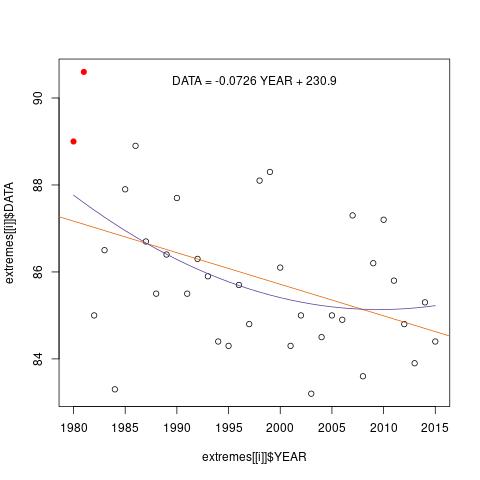 DATA = -0.0726 YEAR + 230.9
90
88
86
84
extremes[[i]]$DATA
1980 1985 1990 1995 2000 2005 2010 2015
extremes[[i]]$YEAR